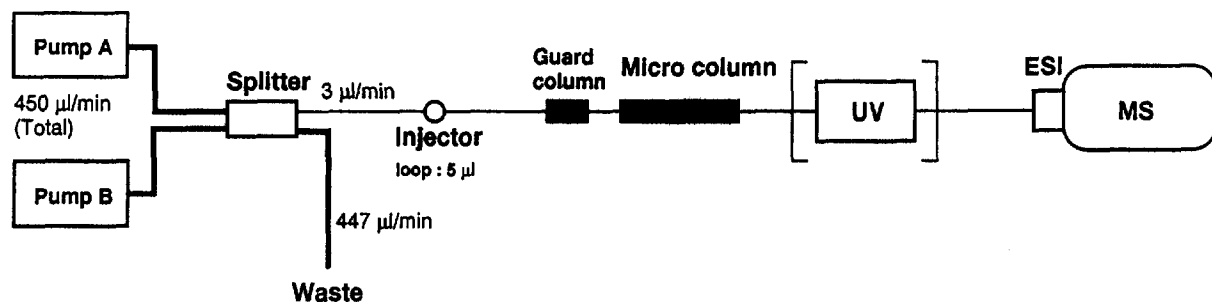 Pump A
450 µl/min
(Total)
Pump B
Splitter
3 µl/min
447 µl/min
Waste
Injector
loop : 5 µl
Guard
column
Micro column
UV
ESI
MS